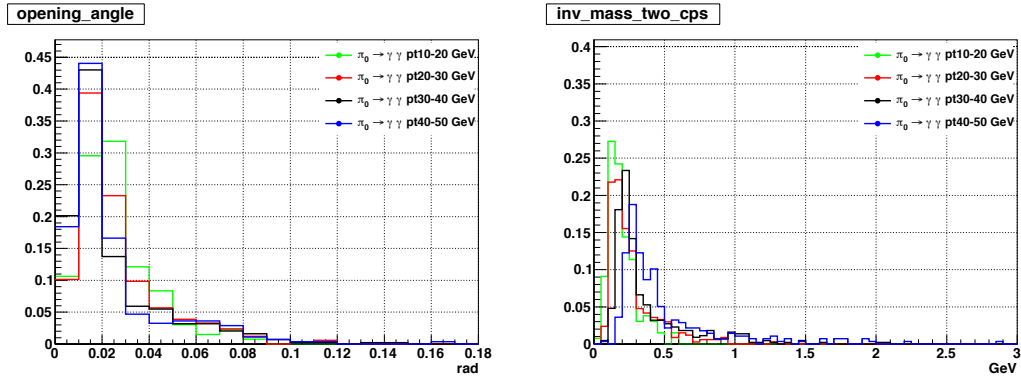 opening_angle
π₀ → γ γ pt10-20 GeV
π₀ → γ γ pt20-30 GeV
π₀ → γ γ pt30-40 GeV
π₀ → γ γ pt40-50 GeV
0.45
0.4
0.35
0.3
0.25
0.2
0.15
0.1
0.05
0
0 0.02 0.04 0.06 0.08 0.1 0.12 0.14 0.16 0.18
rad
inv_mass_two_cps
π₀ → γ γ pt10-20 GeV
π₀ → γ γ pt20-30 GeV
π₀ → γ γ pt30-40 GeV
π₀ → γ γ pt40-50 GeV
0.4
0.35
0.3
0.25
0.2
0.15
0.1
0.05
0
0 0.5 1 1.5 2 2.5 3
GeV